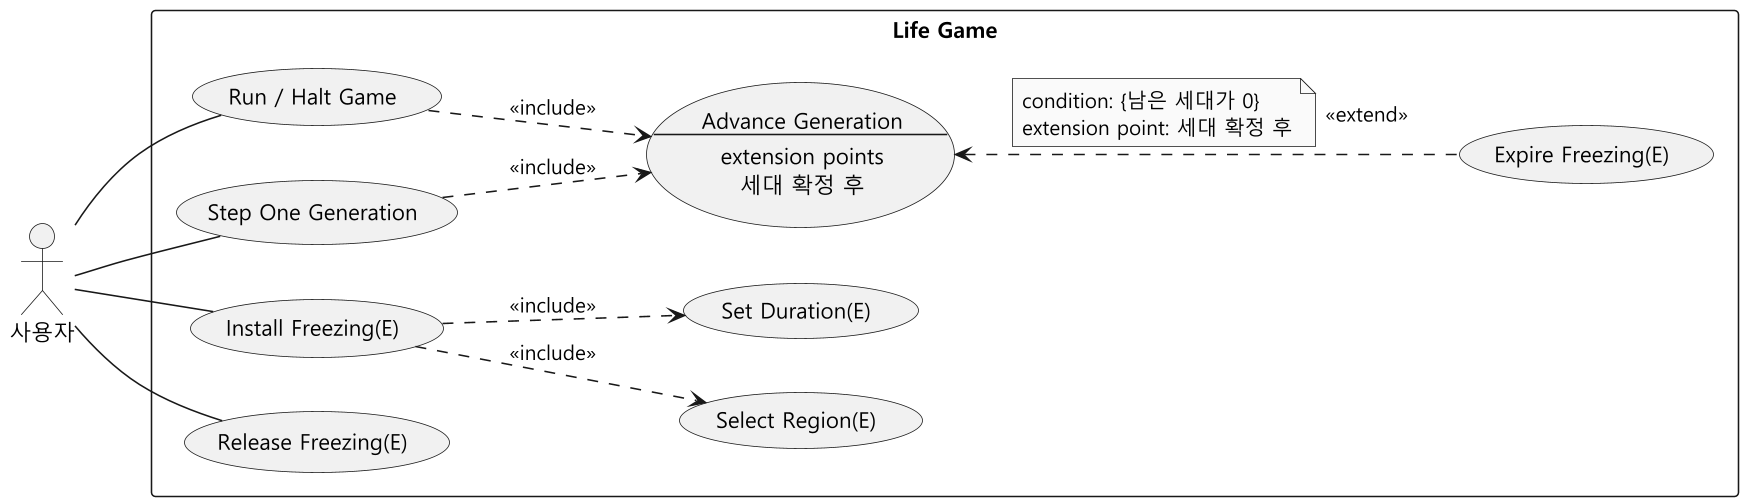 Life Game
Run / Halt Game
«include»
Advance Generation
extension points
세대 확정 후
condition: {남은 세대가 0}
extension point: 세대 확정 후
«extend»
Expire Freezing(E)
«include»
Step One Generation
사용자
Install Freezing(E)
«include»
Set Duration(E)
«include»
Select Region(E)
Release Freezing(E)